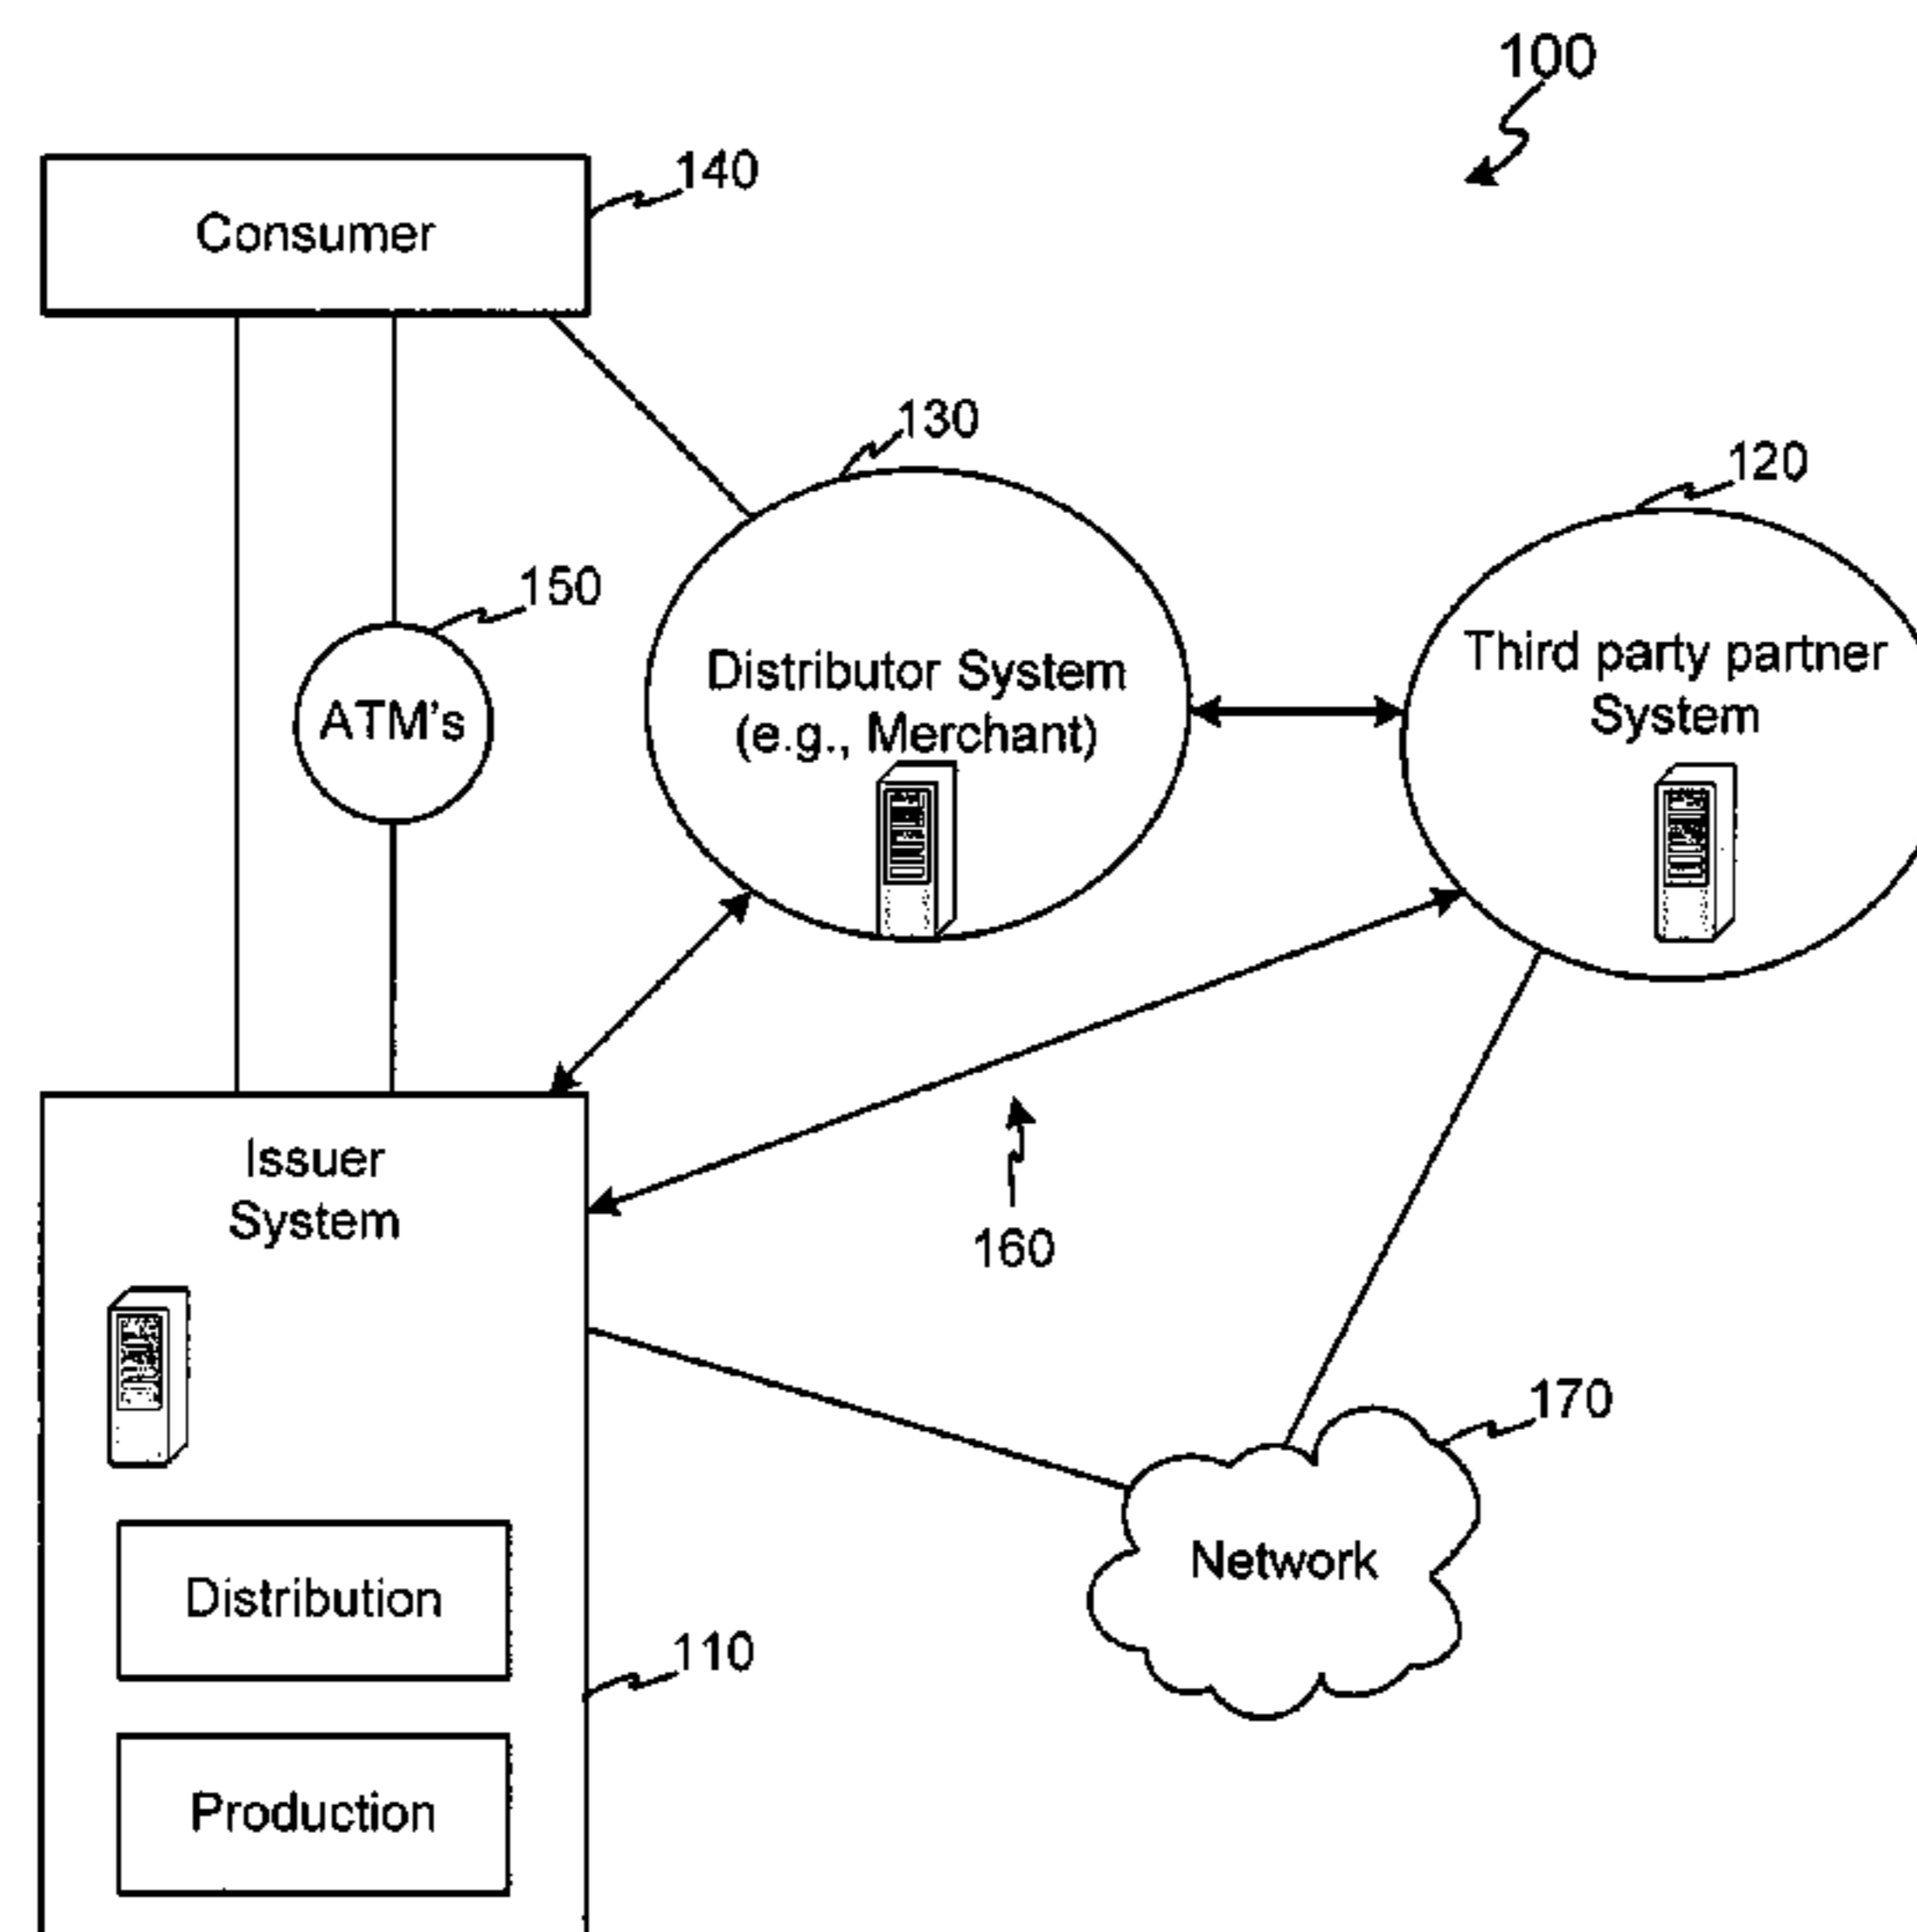 100
140
Consumer
130
120
150
Distributor System
(e.g., Merchant)
Third party partner
System
ATM's
Issuer
System
160
170
Network
Distribution
110
Production